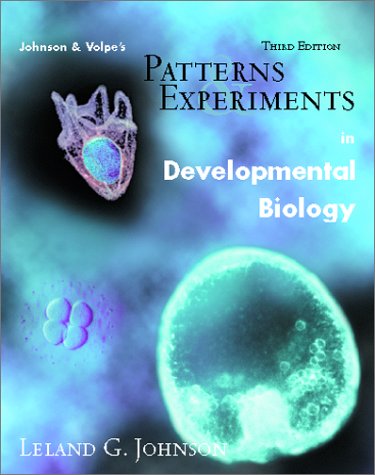 Johnson & Volpe's
Third Edition
Patterns
& Experiments
in
Developmental
Biology
Leland G. Johnson